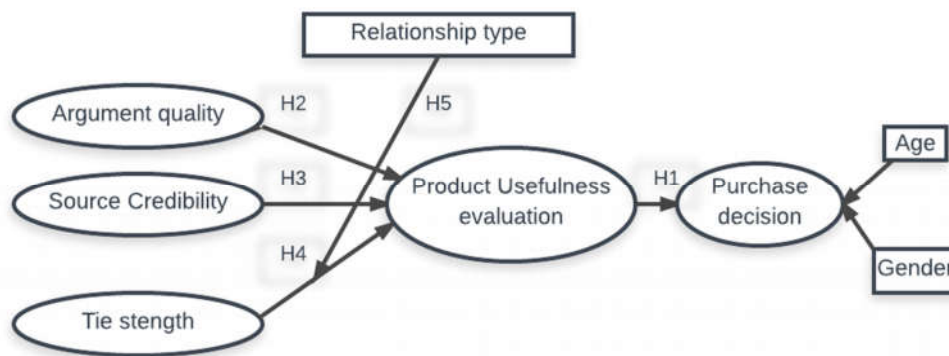 Relationship type
Argument quality
H2
H5
Source Credibility
H3
Product Usefulness
evaluation
H1
Purchase
decision
Age
Gender
H4
Tie stength